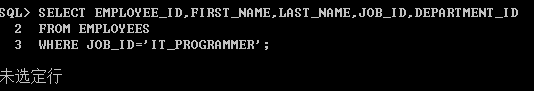 SQL> SELECT EMPLOYEE_ID,FIRST_NAME,LAST_NAME,JOB_ID,DEPARTMENT_ID
2 FROM EMPLOYEES
3 WHERE JOB_ID='IT_PROGRAMMER';
未选定行